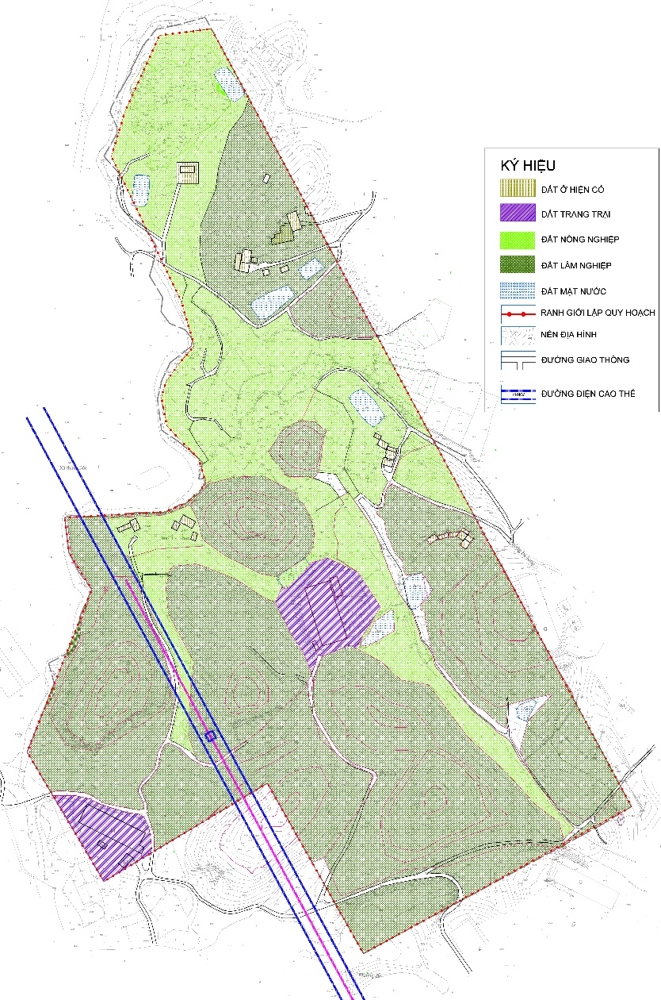 KÝ HIỆU
ĐẤT Ở HIỆN CÓ
ĐẤT TRANG TRẠI
ĐẤT NÔNG NGHIỆP
ĐẤT LÂM NGHIỆP
ĐẤT MẶT NƯỚC
RANH GIỚI LẬP QUY HOẠCH
NỀN ĐỊA HÌNH
ĐƯỜNG GIAO THÔNG
110KV
ĐƯỜNG ĐIỆN CAO THẾ